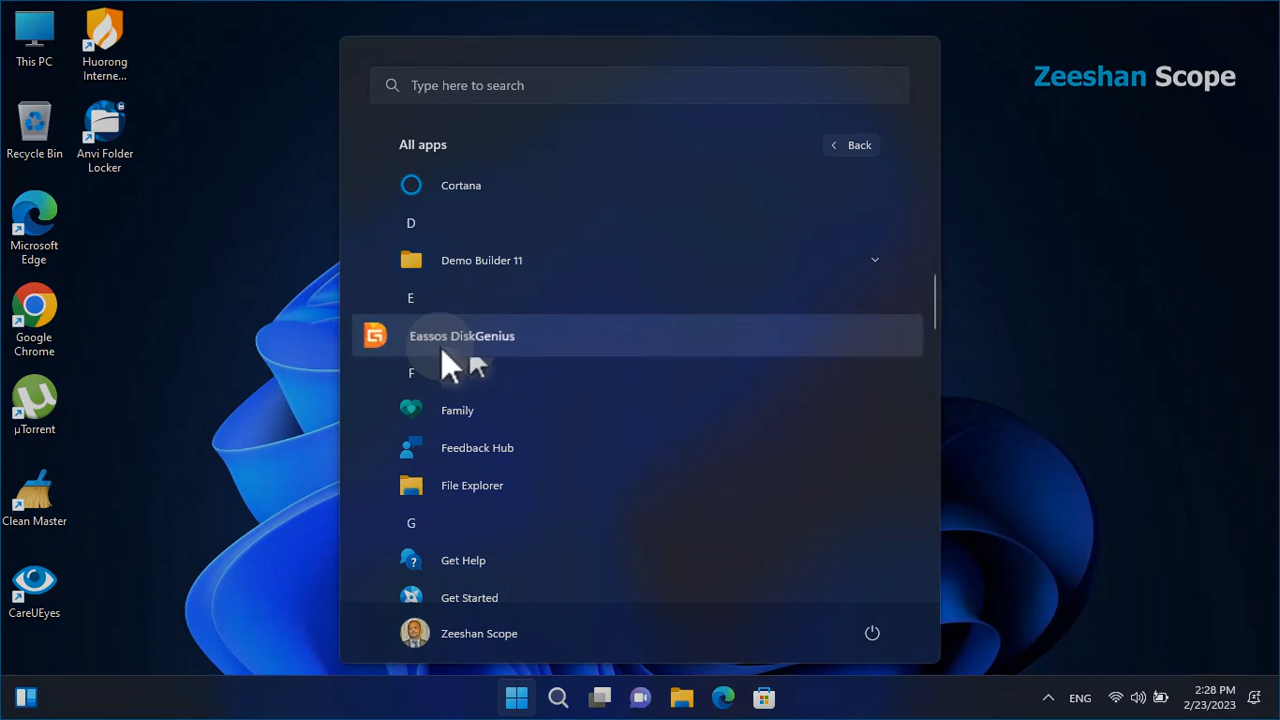 This PC
Huorong
Interne...
Recycle Bin
Anvi Folder
Locker
Microsoft
Edge
Google
Chrome
µTorrent
Clean Master
CareUEyes
Zeeshan Scope
Type here to search
All apps
Back
Cortana
D
Demo Builder 11
E
Eassos DiskGenius
F
Family
Feedback Hub
File Explorer
G
Get Help
Get Started
Zeeshan Scope
ENG
2:28 PM
2/23/2023